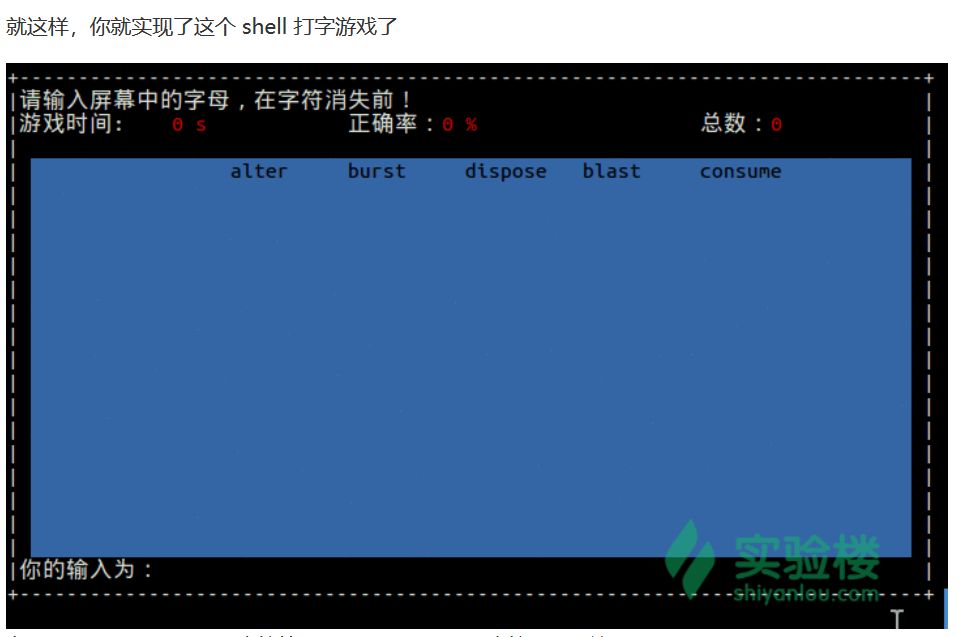 就这样，你就实现了这个 shell 打字游戏了
请输入屏幕中的字母，在字符消失前！
游戏时间: 0 s 正确率：0 % 总数：0
alter burst dispose blast consume
你的输入为：
实验楼
shiyanlou.com